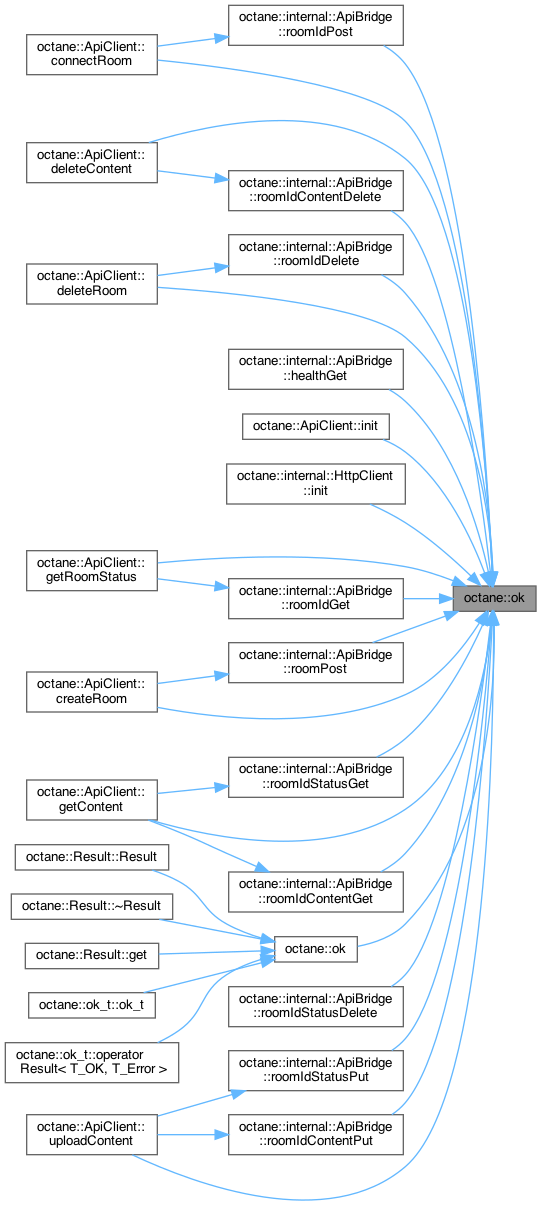 octane::internal::ApiBridge
::roomIdPost
octane::ApiClient::
connectRoom
octane::ApiClient::
deleteContent
octane::internal::ApiBridge
::roomIdContentDelete
octane::internal::ApiBridge
::roomIdDelete
octane::ApiClient::
deleteRoom
octane::internal::ApiBridge
::healthGet
octane::ApiClient::init
octane::internal::HttpClient
::init
octane::ApiClient::
getRoomStatus
octane::internal::ApiBridge
::roomIdGet
octane::ok
octane::internal::ApiBridge
::roomPost
octane::ApiClient::
createRoom
octane::internal::ApiBridge
::roomIdStatusGet
octane::ApiClient::
getContent
octane::Result::Result
octane::internal::ApiBridge
::roomIdContentGet
octane::Result::~Result
octane::ok
octane::Result::get
octane::ok_t::ok_t
octane::internal::ApiBridge
::roomIdStatusDelete
octane::ok_t::operator
Result< T_OK, T_Error >
octane::internal::ApiBridge
::roomIdStatusPut
octane::ApiClient::
uploadContent
octane::internal::ApiBridge
::roomIdContentPut